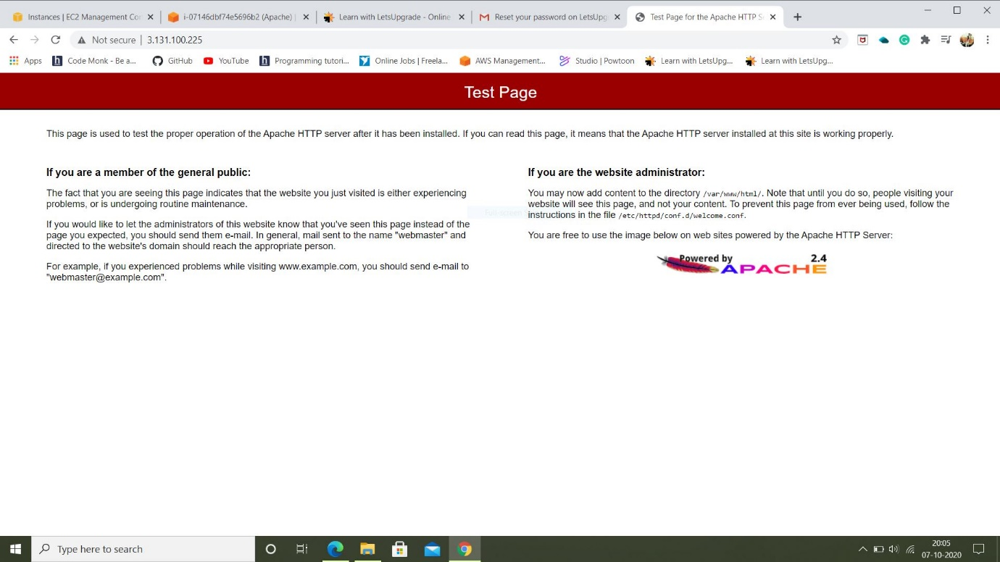 Instances | EC2 Management Cor
i-07146dbf74e5696b2 (Apache) |
Learn with LetsUpgrade - Online
Reset your password on LetsUpg
Test Page for the Apache HTTP S
Not secure | 3.131.100.225
Apps
Code Monk - Be a...
GitHub
YouTube
Programming tutori...
Online Jobs | Freela...
AWS Management...
Studio | Powtoon
Learn with LetsUpg...
Learn with LetsUpg...
Test Page
This page is used to test the proper operation of the Apache HTTP server after it has been installed. If you can read this page, it means that the Apache HTTP server installed at this site is working properly.
If you are a member of the general public:
The fact that you are seeing this page indicates that the website you just visited is either experiencing
problems, or is undergoing routine maintenance.
If you would like to let the administrators of this website know that you've seen this page instead of the
page you expected, you should send them e-mail. In general, mail sent to the name "webmaster" and
directed to the website's domain should reach the appropriate person.
For example, if you experienced problems while visiting www.example.com, you should send e-mail to
"webmaster@example.com".
If you are the website administrator:
You may now add content to the directory /var/www/html/. Note that until you do so, people visiting your
website will see this page, and not your content. To prevent this page from ever being used, follow the
instructions in the file /etc/httpd/conf.d/welcome.conf.
You are free to use the image below on web sites powered by the Apache HTTP Server:
Powered by 2.4
APACHE
Type here to search
20:05
07-10-2020